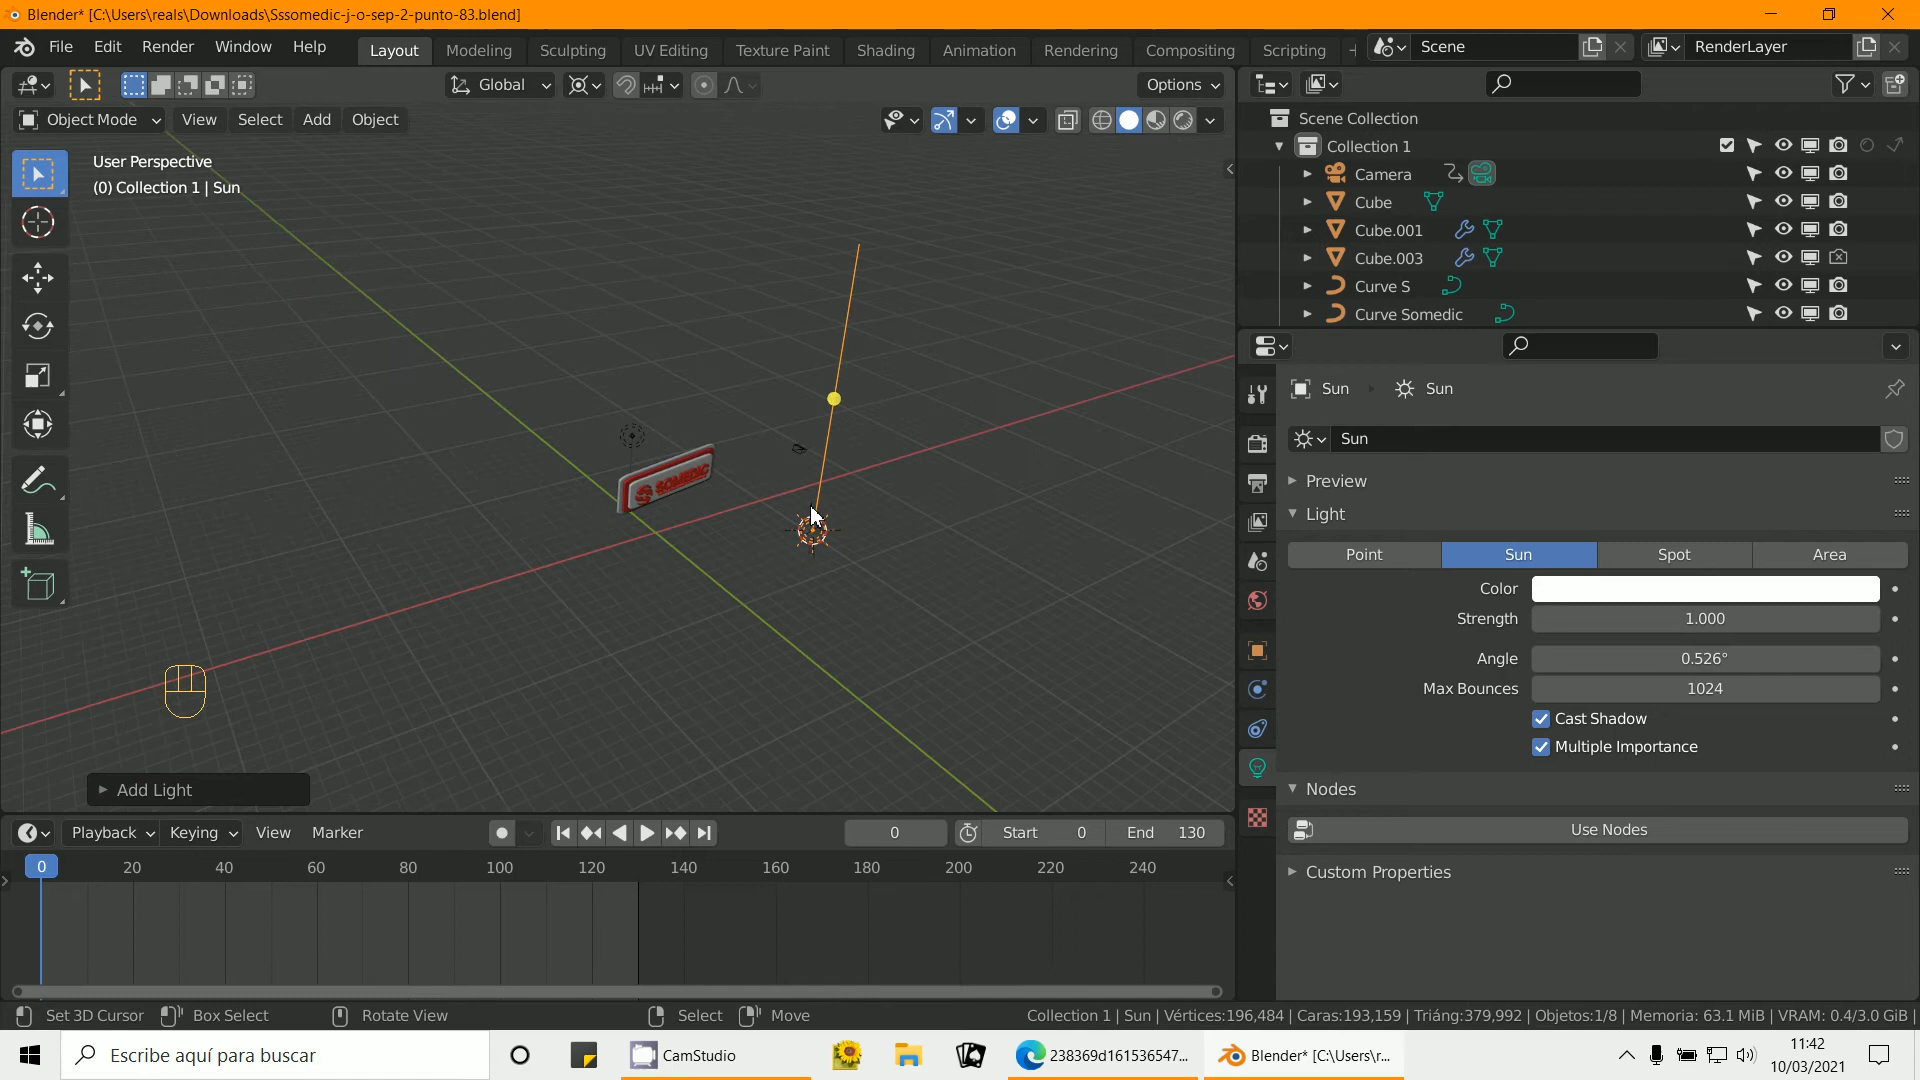 Blender* [C:\Users\reals\Downloads\Sssomedic-j-o-sep-2-punto-83.blend]
File Edit Render Window Help
Layout Modeling Sculpting UV Editing Texture Paint Shading Animation Rendering Compositing Scripting
Scene
RenderLayer
Global
Options
Object Mode View Select Add Object
User Perspective
(0) Collection 1 | Sun
SOMEDIC
Add Light
Scene Collection
Collection 1
Camera
Cube
Cube.001
Cube.003
Curve S
Curve Somedic
Sun Sun
Sun
Preview
Light
Point Sun Spot Area
Color
Strength 1.000
Angle 0.526°
Max Bounces 1024
Cast Shadow
Multiple Importance
Nodes
Use Nodes
Custom Properties
Playback Keying View Marker
0
Start 0 End 130
0 20 40 60 80 100 120 140 160 180 200 220 240
Set 3D Cursor Box Select Rotate View Select Move
Collection 1 | Sun | Vértices:196,484 | Caras:193,159 | Triáng:379,992 | Objetos:1/8 | Memoria: 63.1 MiB | VRAM: 0.4/3.0 GiB |
Escribe aquí para buscar
CamStudio
238369d161536547...
Blender* [C:\Users\r...
11:42
10/03/2021